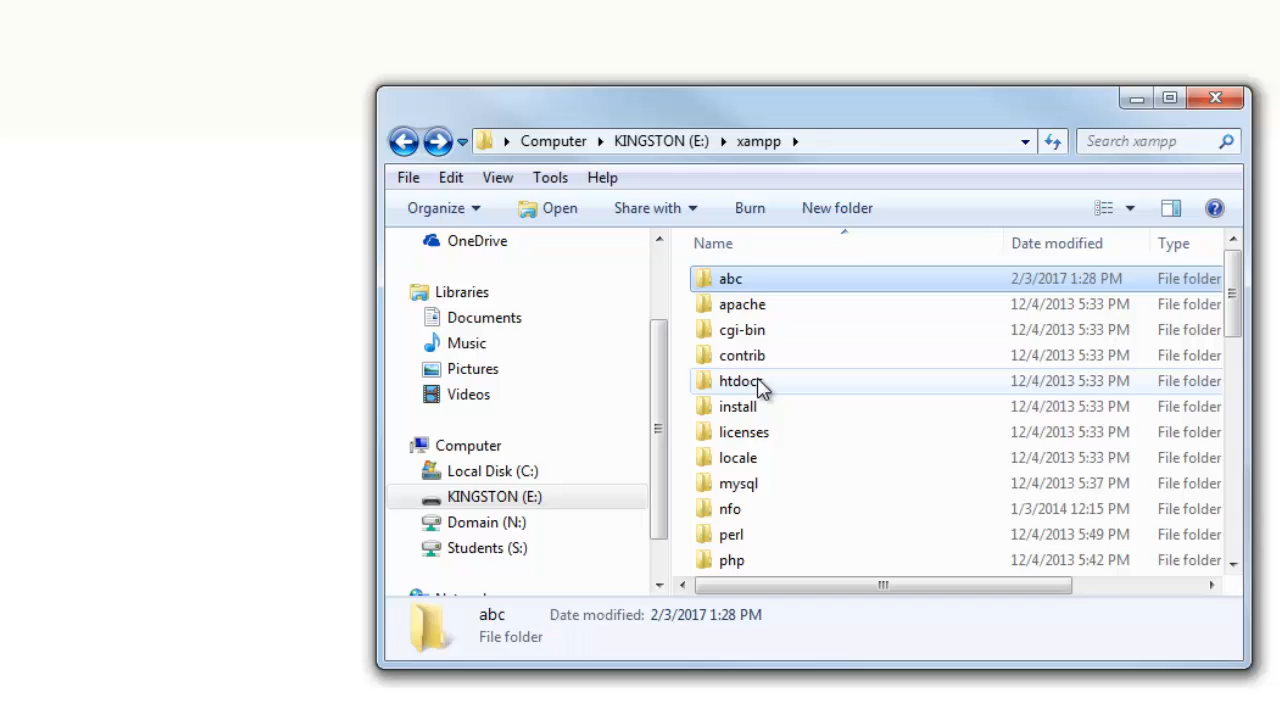 Computer KINGSTON (E:) xampp Search xampp
File Edit View Tools Help
Organize Open Share with Burn New folder
OneDrive
Libraries
Documents
Music
Pictures
Videos
Computer
Local Disk (C:)
KINGSTON (E:)
Domain (N:)
Students (S:)
Name Date modified Type
abc 2/3/2017 1:28 PM File folder
apache 12/4/2013 5:33 PM File folder
cgi-bin 12/4/2013 5:33 PM File folder
contrib 12/4/2013 5:33 PM File folder
htdocs 12/4/2013 5:33 PM File folder
install 12/4/2013 5:33 PM File folder
licenses 12/4/2013 5:33 PM File folder
locale 12/4/2013 5:33 PM File folder
mysql 12/4/2013 5:37 PM File folder
nfo 1/3/2014 12:15 PM File folder
perl 12/4/2013 5:49 PM File folder
php 12/4/2013 5:42 PM File folder
abc Date modified: 2/3/2017 1:28 PM
File folder